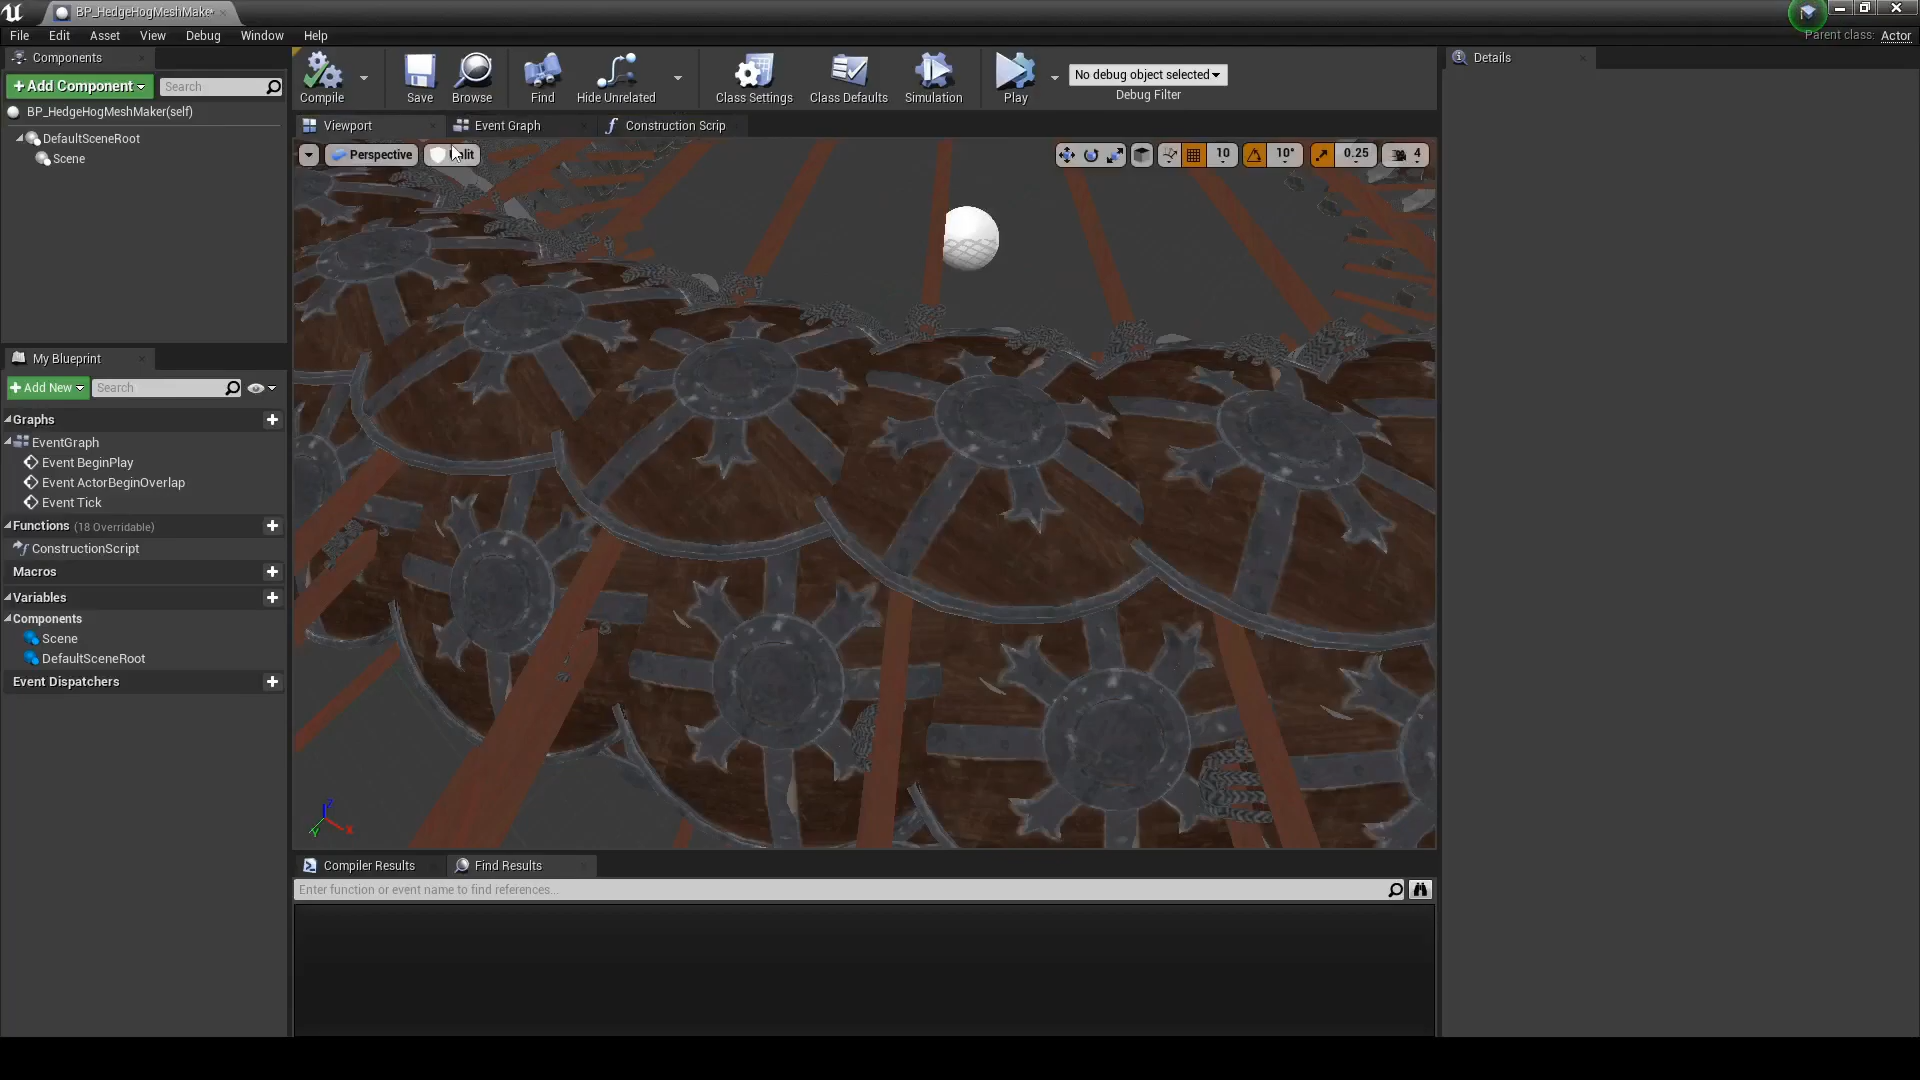 BP_HedgeHogMeshMake*
File Edit Asset View Debug Window Help
Parent class: Actor
Components
+Add Component
Search
BP_HedgeHogMeshMaker(self)
DefaultSceneRoot
Scene
Compile
Save
Browse
Find
Hide Unrelated
Class Settings
Class Defaults
Simulation
Play
No debug object selected
Debug Filter
Details
Viewport
Event Graph
Construction Scrip
Perspective
10
10°
0.25
4
My Blueprint
+Add New
Search
Graphs
EventGraph
Event BeginPlay
Event ActorBeginOverlap
Event Tick
Functions (18 Overridable)
ConstructionScript
Macros
Variables
Components
Scene
DefaultSceneRoot
Event Dispatchers
Z
X
Y
Compiler Results
Find Results
Enter function or event name to find references...